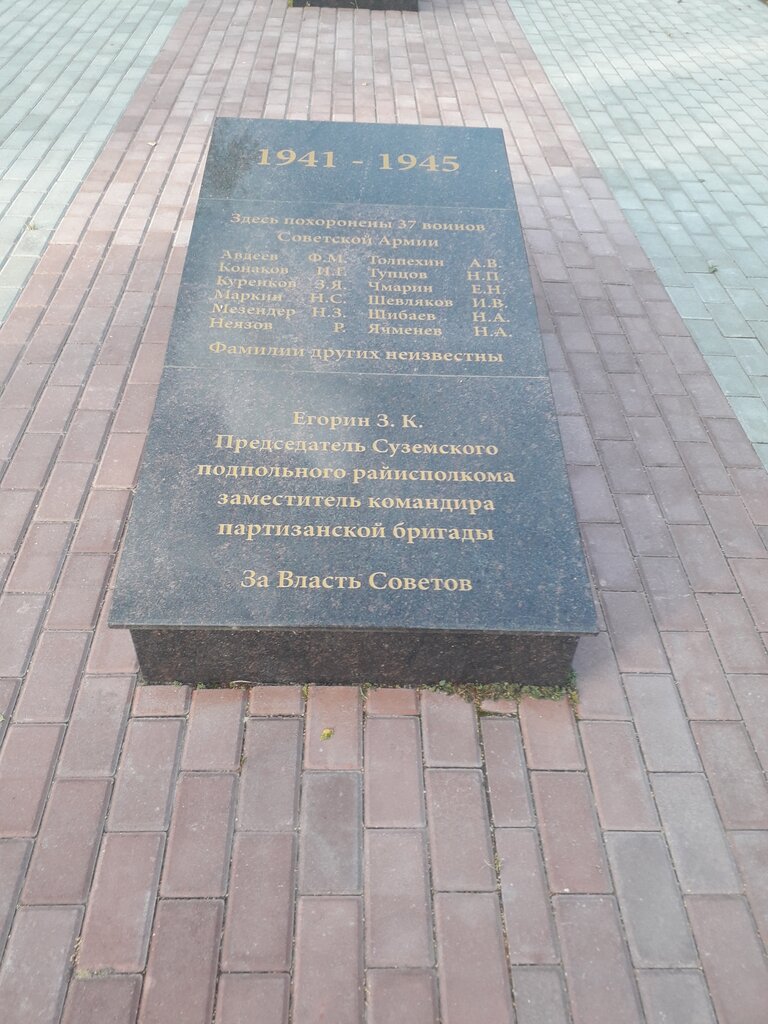 1941 - 1945
Здесь похоронены 37 воинов
Советской Армии
Авдеев Ф.М. Толпехин А.В.
Конаков И.Г. Тупцов Н.П.
Куренков З.Я. Чмарин Е.Н.
Маркин Н.С. Шевляков И.В.
Мезендер Н.З. Шибаев Н.А.
Неязов Р. Ячменев Н.А.
Фамилии других неизвестны
Егорин З. К.
Председатель Суземского
подпольного райисполкома
заместитель командира
партизанской бригады
За Власть Советов